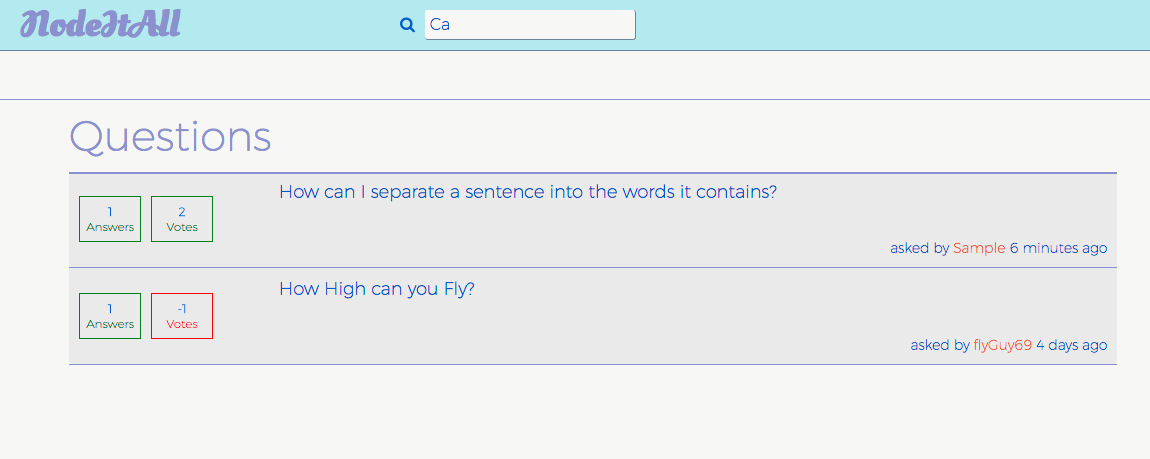 NodeItAll
Ca
Questions
How can I separate a sentence into the words it contains?
1
Answers
2
Votes
asked by Sample 6 minutes ago
How High can you Fly?
1
Answers
-1
Votes
asked by flyGuy69 4 days ago